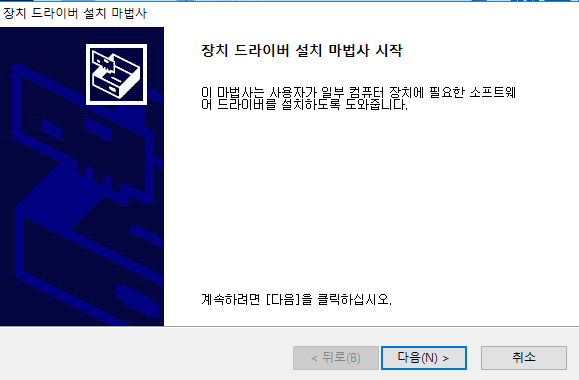 장치 드라이버 설치 마법사
장치 드라이버 설치 마법사 시작
이 마법사는 사용자가 일부 컴퓨터 장치에 필요한 소프트웨
어 드라이버를 설치하도록 도와줍니다.
계속하려면 [다음]을 클릭하십시오.
< 뒤로(B)
다음(N) >
취소